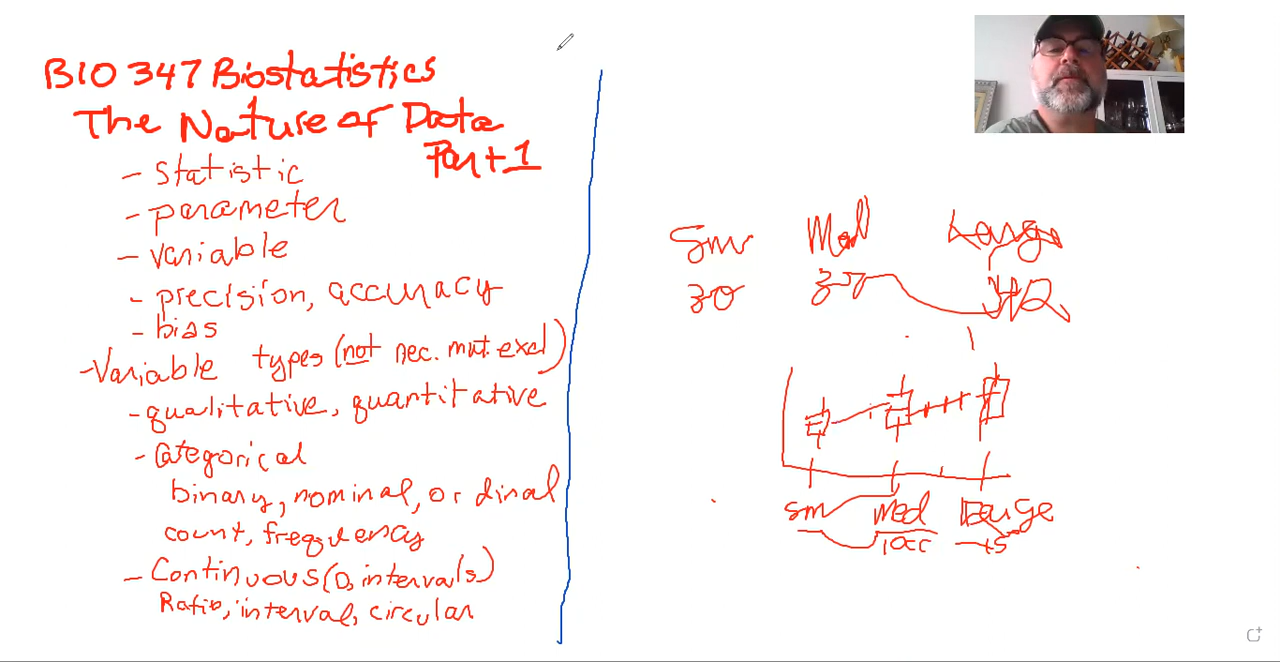 BIO 347 Biostatistics
The Nature of Data
Part 1
- statistic
- parameter
- variable
- precision, accuracy
- bias
- Variable types (not nec. mut. excl)
- qualitative, quantitative
- Categorical
binary, nominal, ordinal
count, frequency
- Continuous (0, intervals)
Ratio, interval, circular
Sm Med Large
30 37
sm Med Large